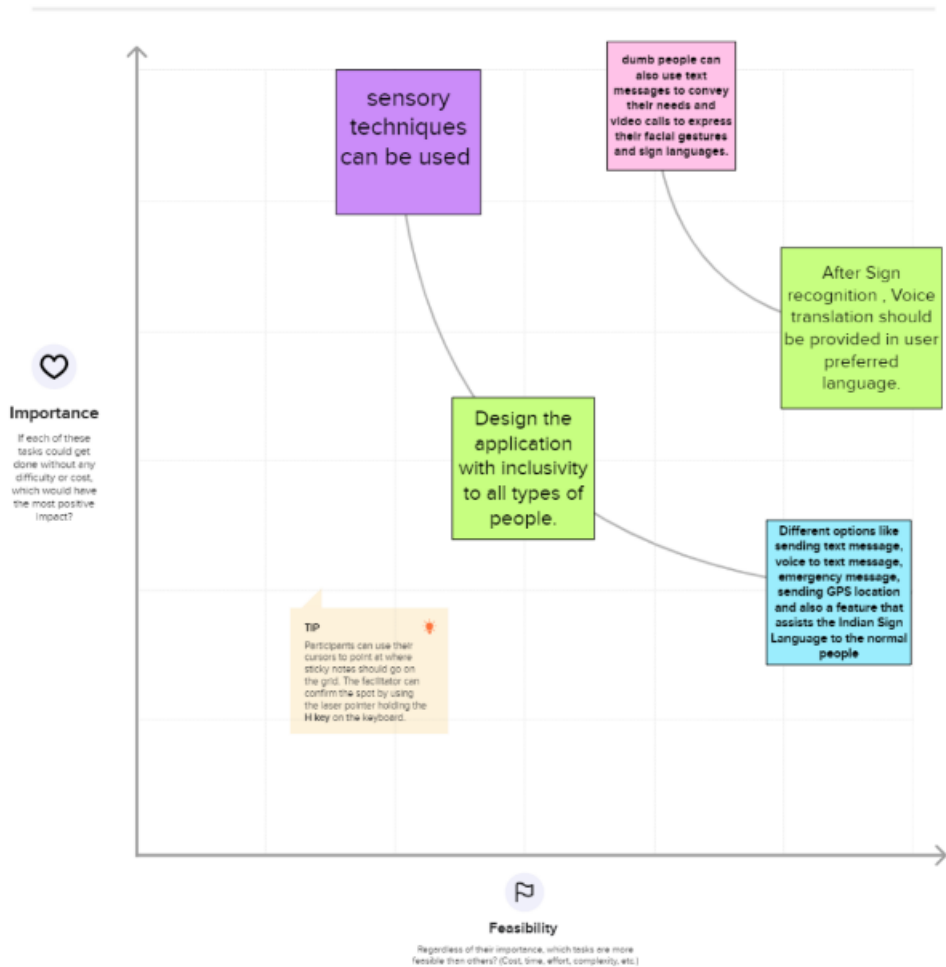 sensory
techniques
can be used
dumb people can
also use text
messages to convey
their needs and
video calls to express
their facial gestures
and sign languages.
After Sign
recognition , Voice
translation should
be provided in user
preferred
language.
Importance
If each of these
tasks could get
done without any
difficulty or cost,
which would have
the most positive
impact?
Design the
application
with inclusivity
to all types of
people.
Different options like
sending text message,
voice to text message,
emergency message,
sending GPS location
and also a feature that
assists the Indian Sign
Language to the normal
people
TIP
Participants can use their
cursors to point at where
sticky notes should go on
the grid. The facilitator can
confirm the spot by using
the laser pointer holding the
H key on the keyboard.
Feasibility
Regardless of their importance, which tasks are more
feasible than others? (Cost, time, effort, complexity, etc.)